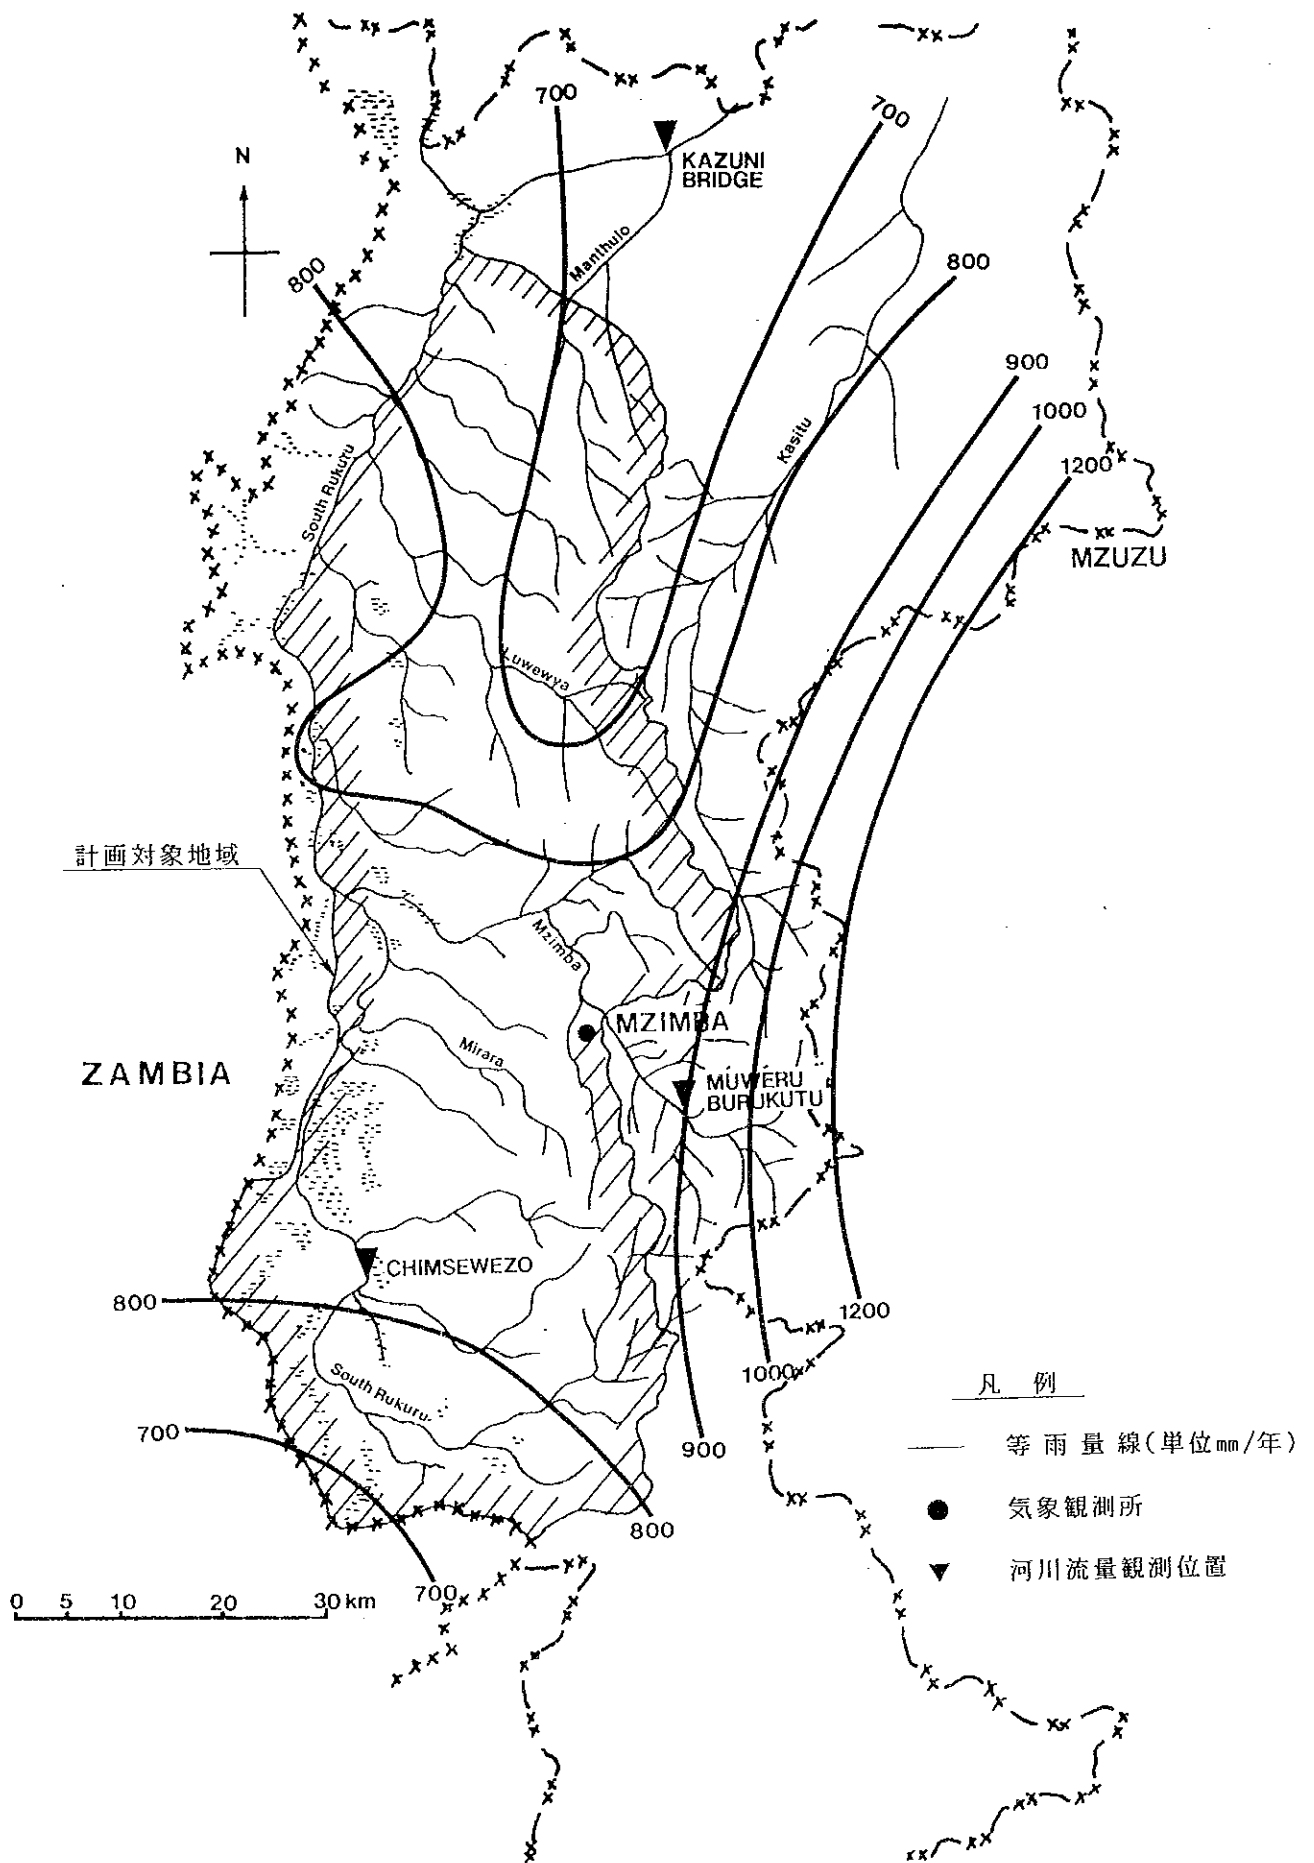 700
700
KAZUNI
BRIDGE
N
Manthulo
800
800
900
1000
Kasitu
1200
South Rukuru
MZUZU
Luwewya
計画対象地域
Mzimba
MZIMBA
Mirara
ZAMBIA
MUWERU
BURUKUTU
CHIMSEWEZO
800
1200
1000
South Rukuru
凡 例
700
900
等雨量線(単位㎜/年)
気象観測所
800
河川流量観測位置
700
0 5 10 20 30km